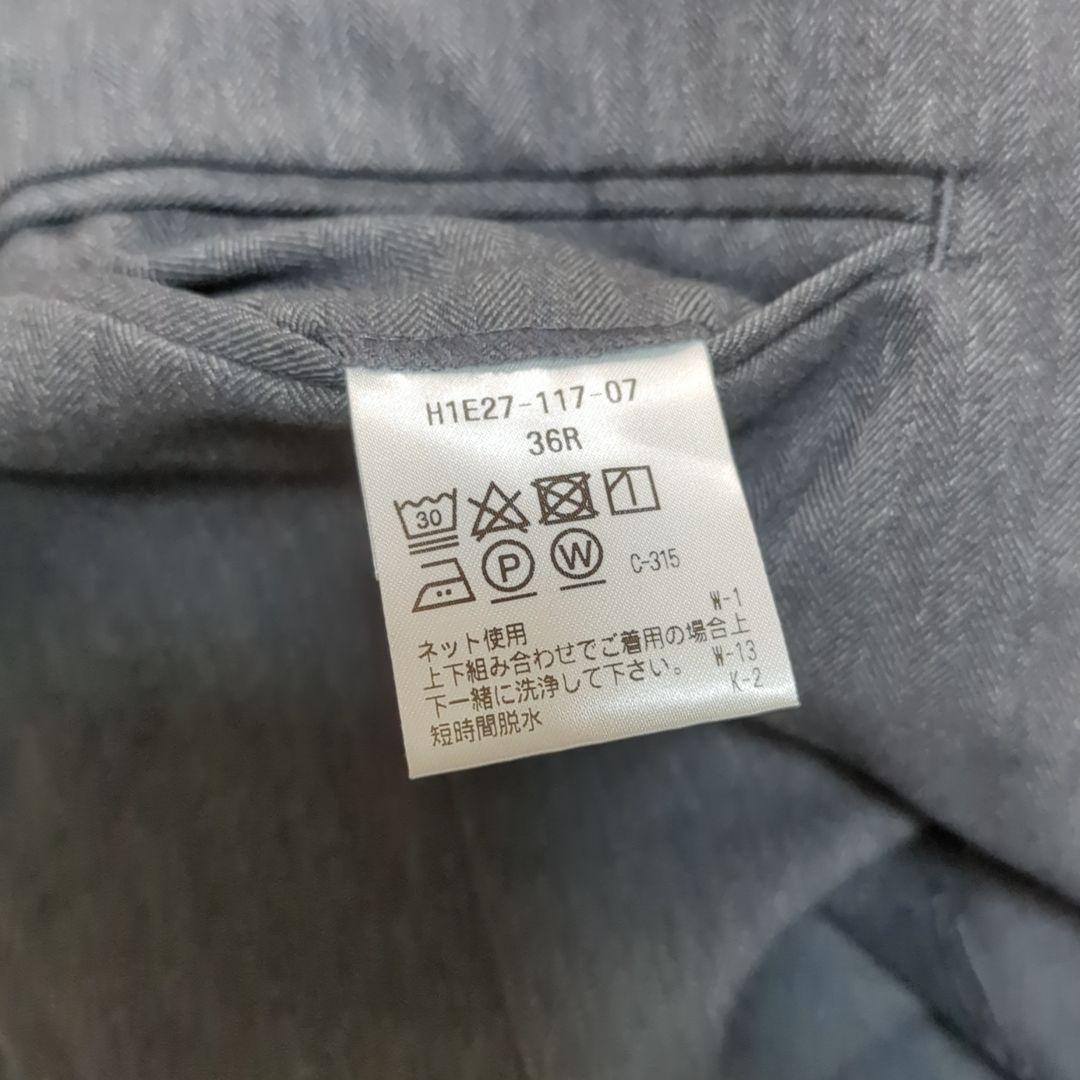 H1E27-117-07
36R
30
P W C-315
W-1
ネット使用
上下組み合わせでご着用の場合上 W-13
下一緒に洗浄して下さい。 K-2
短時間脱水